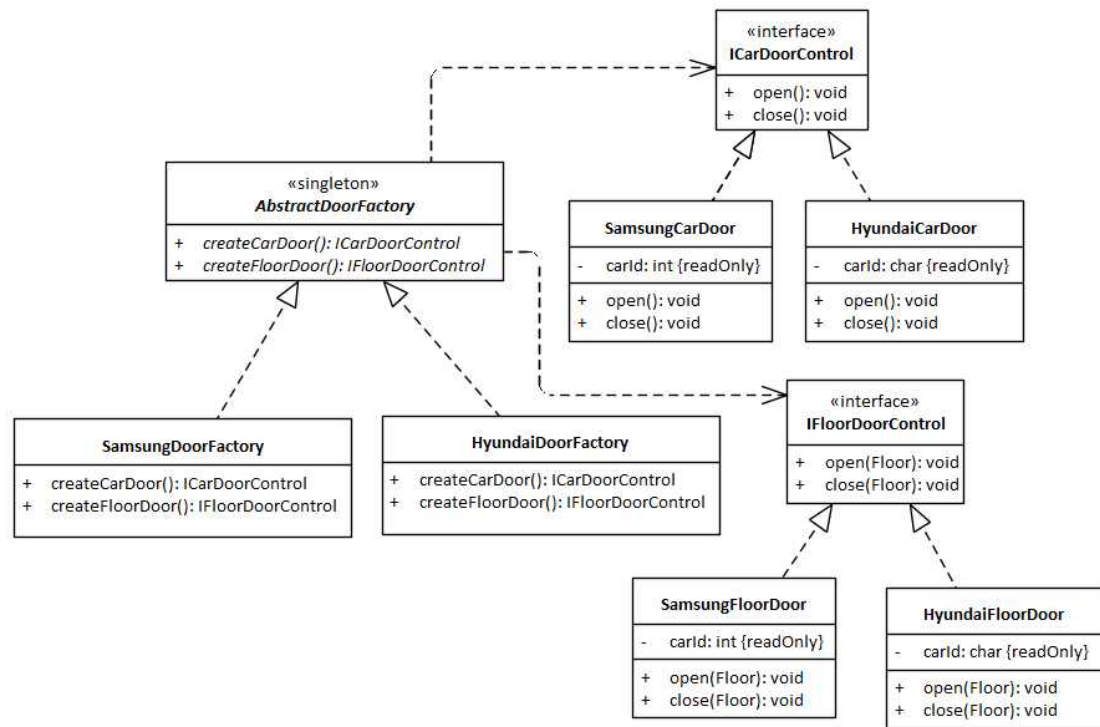 «interface»
ICarDoorControl
+ open(): void
+ close(): void
«singleton»
AbstractDoorFactory
+ createCarDoor(): ICarDoorControl
+ createFloorDoor(): IFloorDoorControl
SamsungCarDoor
- carId: int {readOnly}
+ open(): void
+ close(): void
HyundaiCarDoor
- carId: char {readOnly}
+ open(): void
+ close(): void
SamsungDoorFactory
+ createCarDoor(): ICarDoorControl
+ createFloorDoor(): IFloorDoorControl
HyundaiDoorFactory
+ createCarDoor(): ICarDoorControl
+ createFloorDoor(): IFloorDoorControl
«interface»
IFloorDoorControl
+ open(Floor): void
+ close(Floor): void
SamsungFloorDoor
- carId: int {readOnly}
+ open(Floor): void
+ close(Floor): void
HyundaiFloorDoor
- carId: char {readOnly}
+ open(Floor): void
+ close(Floor): void